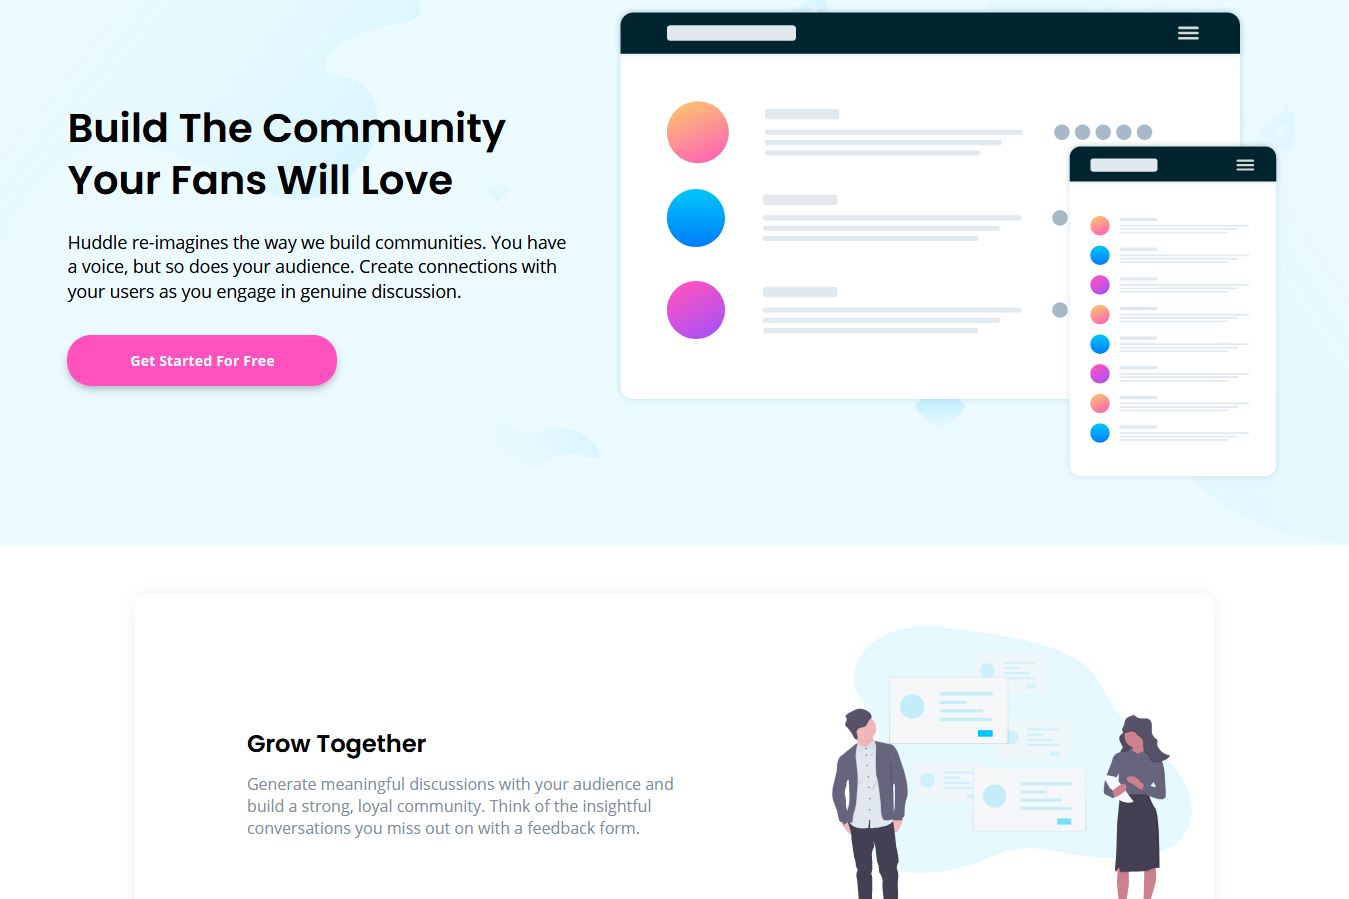 Build The Community
Your Fans Will Love
Huddle re-imagines the way we build communities. You have
a voice, but so does your audience. Create connections with
your users as you engage in genuine discussion.
Get Started For Free
Grow Together
Generate meaningful discussions with your audience and
build a strong, loyal community. Think of the insightful
conversations you miss out on with a feedback form.